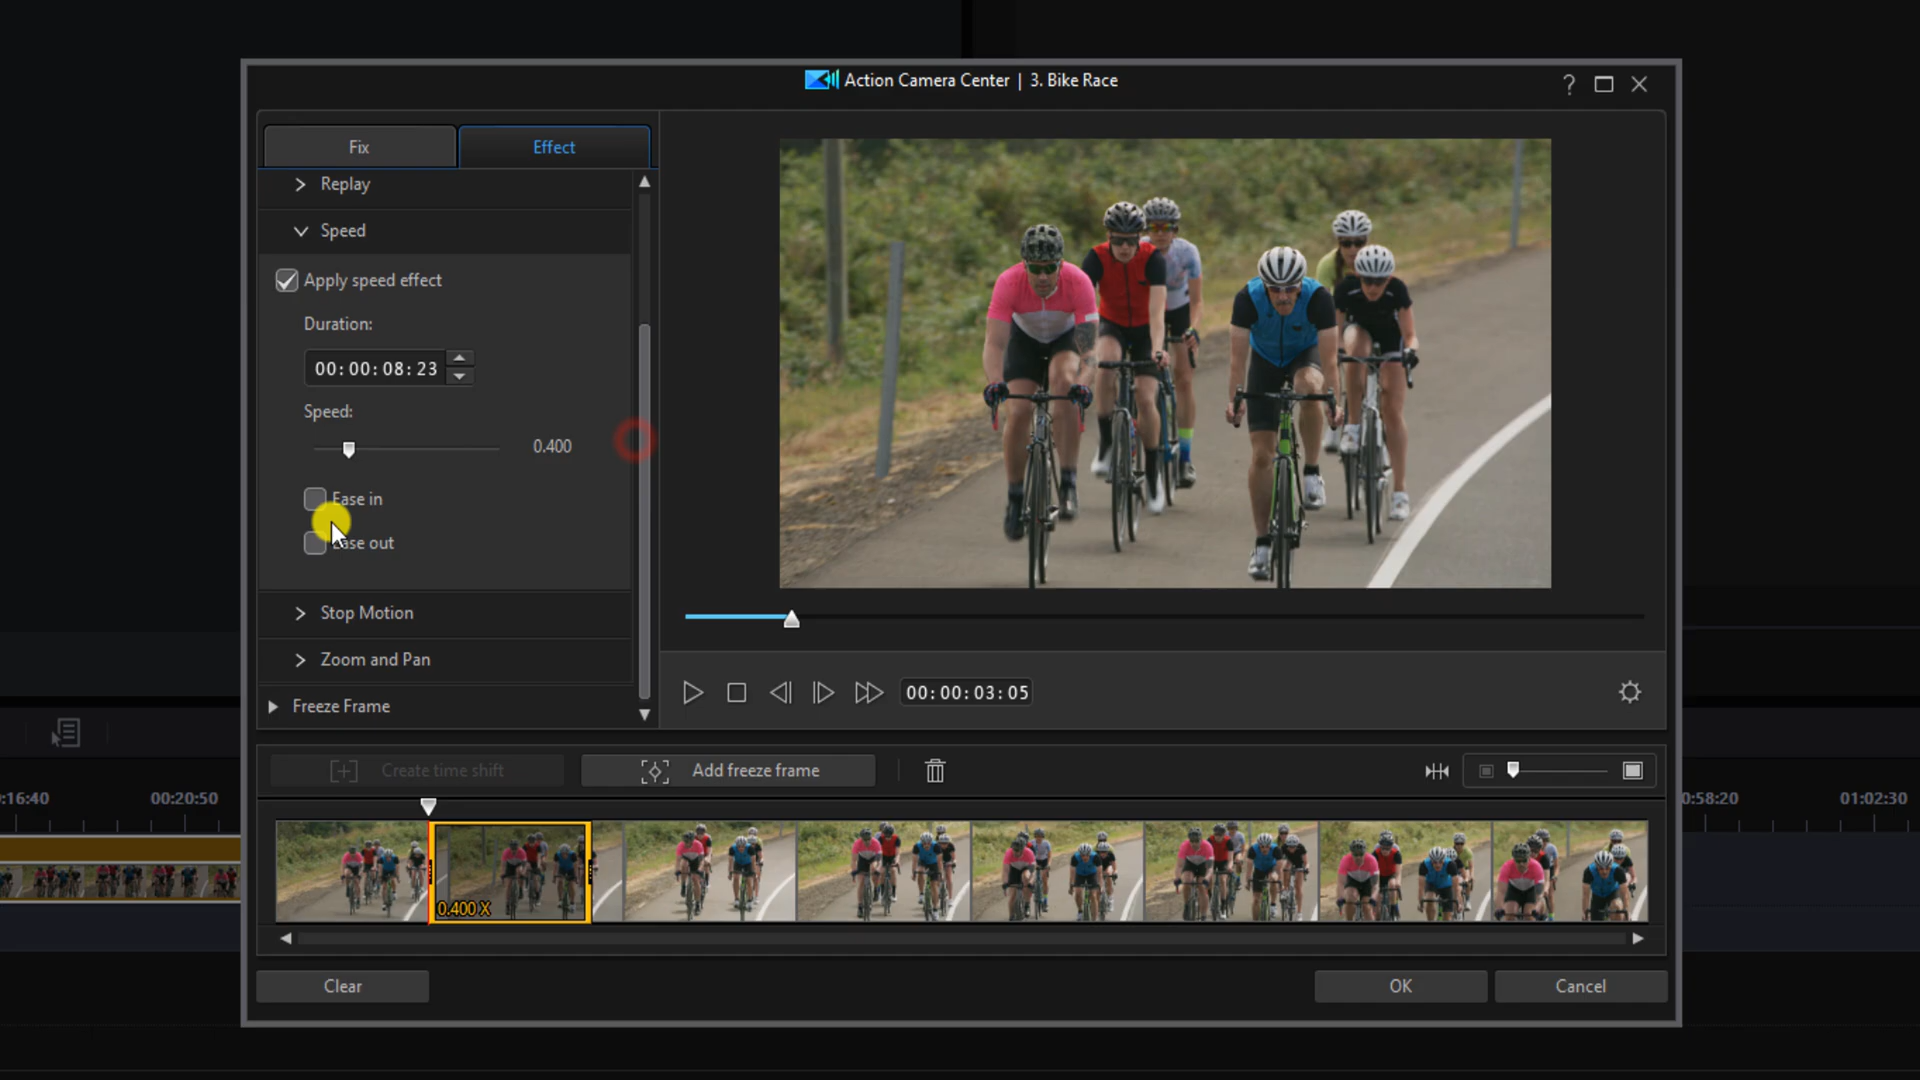 Action Camera Center | 3. Bike Race
?
Fix
Effect
Replay
Speed
Apply speed effect
Duration:
00:00:08:23
Speed:
0.400
Ease in
Ease out
Stop Motion
Zoom and Pan
Freeze Frame
00:00:03:05
Create time shift
Add freeze frame
:16:40
00:20:50
0:58:20
01:02:30
0.400 X
Clear
OK
Cancel